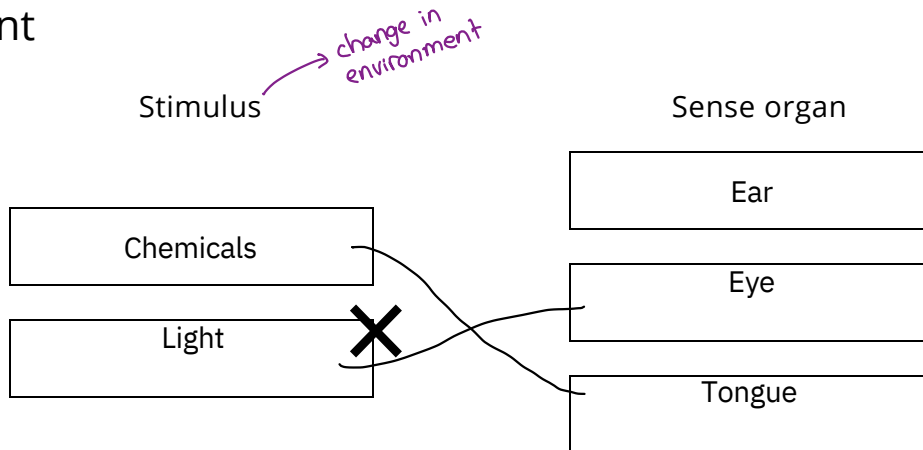 nt
change in
environment
Stimulus
Sense organ
Ear
Chemicals
Eye
Light
Tongue